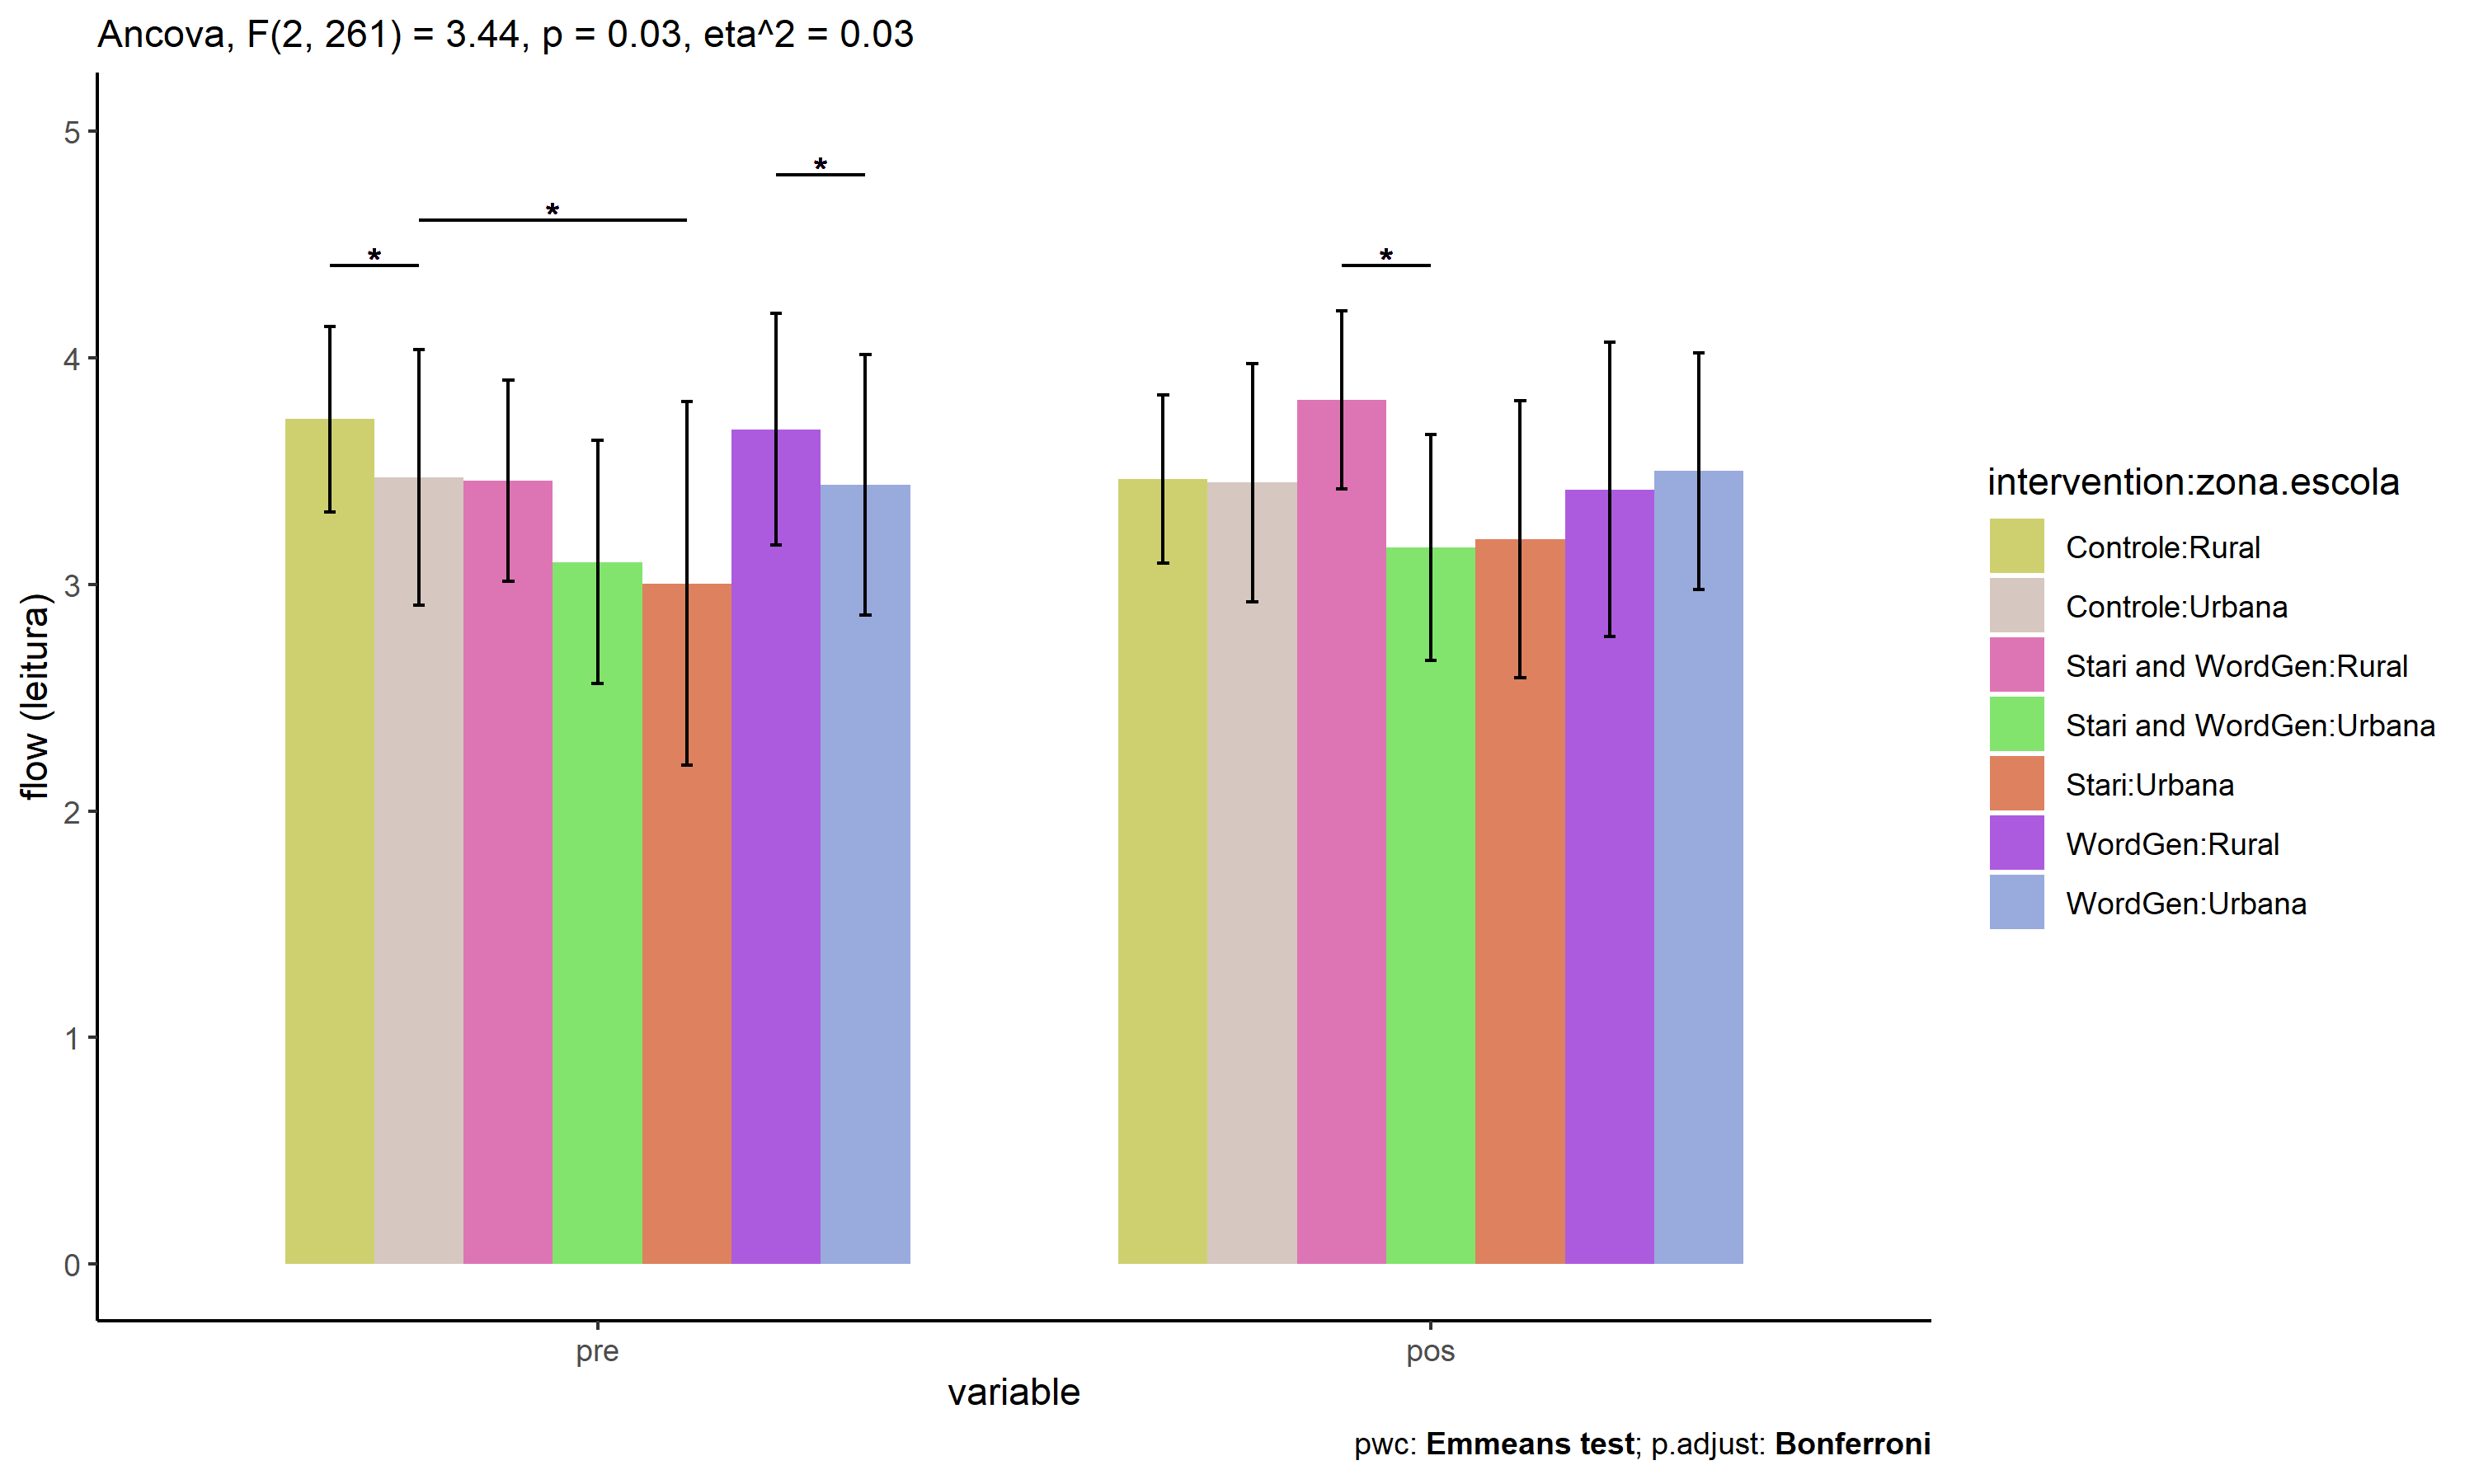 Ancova, F(2, 261) = 3.44, p = 0.03, eta^2 = 0.03
flow (leitura)
5
4
3
2
1
0
*
*
*
*
pre
pos
variable
pwc: Emmeans test; p.adjust: Bonferroni
intervention:zona.escola
Controle:Rural
Controle:Urbana
Stari and WordGen:Rural
Stari and WordGen:Urbana
Stari:Urbana
WordGen:Rural
WordGen:Urbana